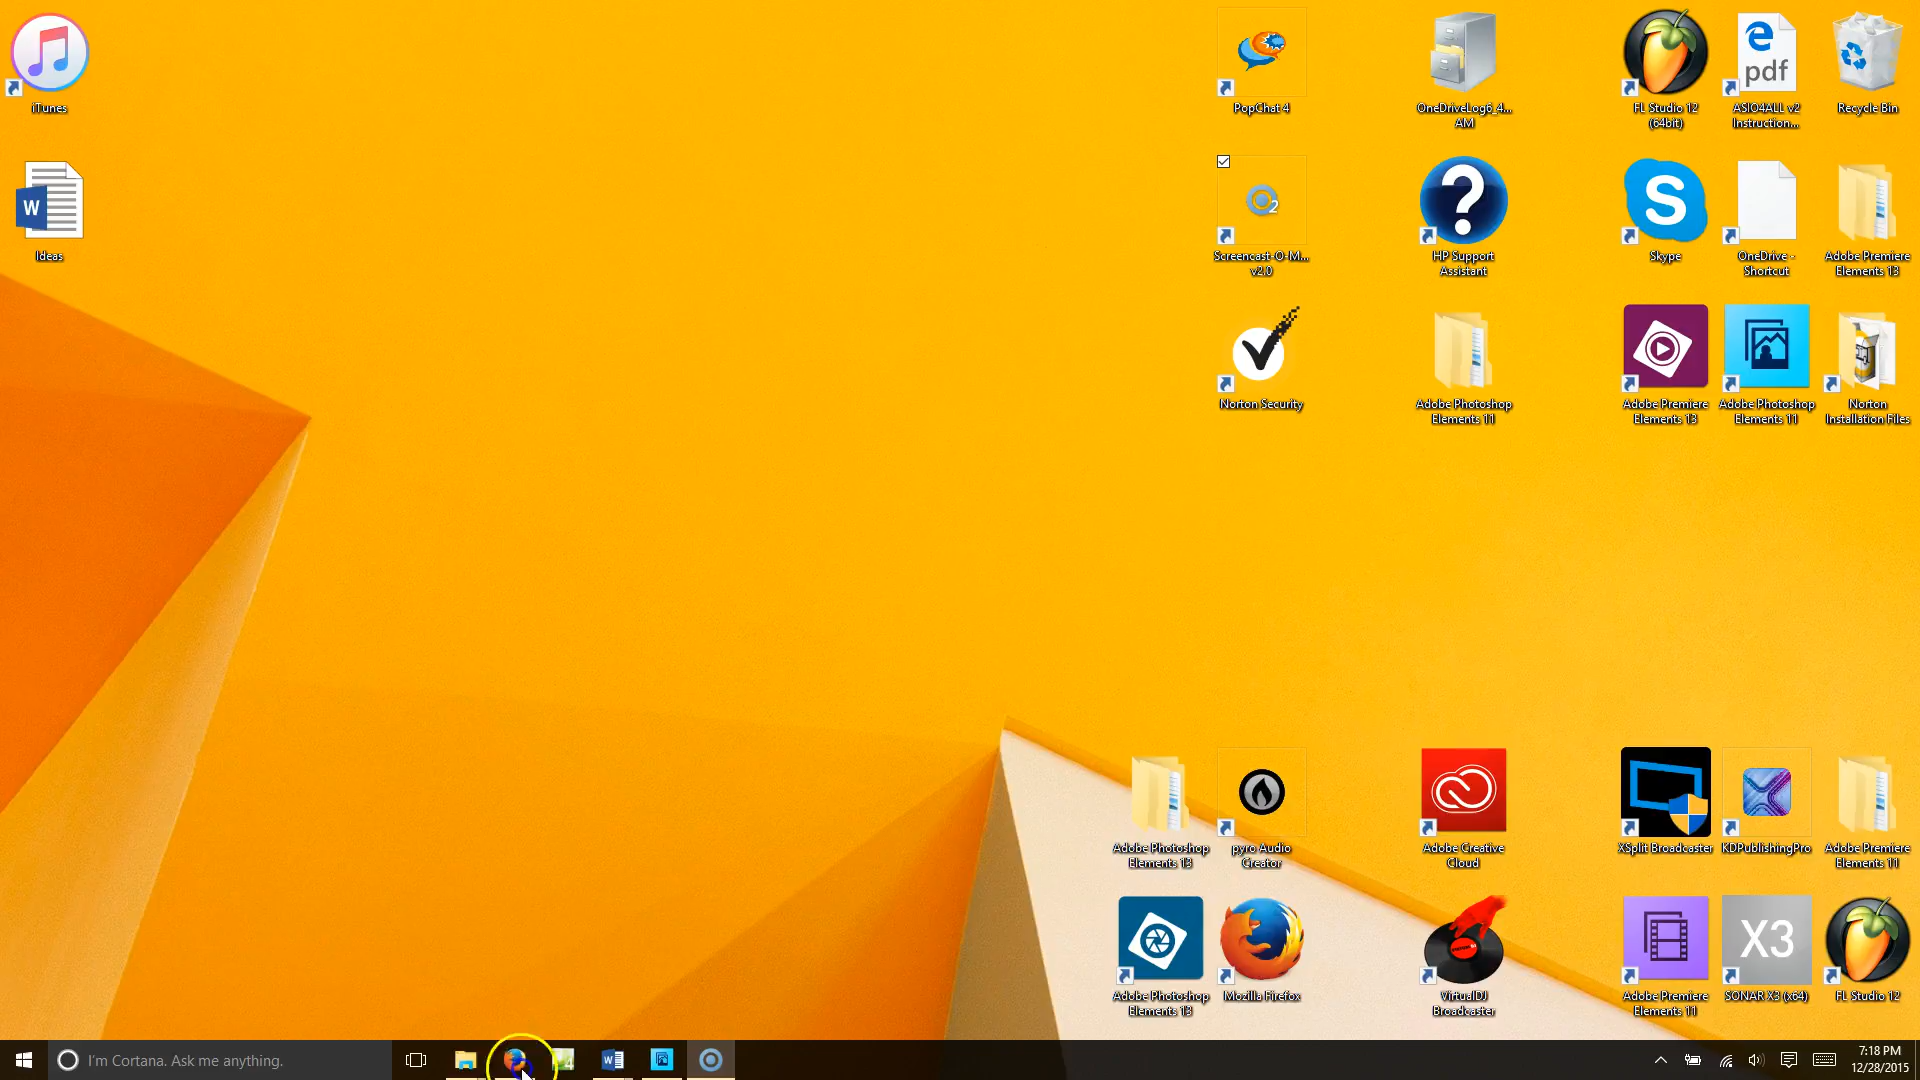 iTunes
PopChat 4
OneDriveLog6_4...
AM
FL Studio 12
(64bit)
pdf
ASIO4ALL v2
Instruction...
Recycle Bin
W
Ideas
2
Screencast-O-M...
v2.0
?
HP Support
Assistant
S
Skype
OneDrive -
Shortcut
Adobe Premiere
Elements 13
Norton Security
Adobe Photoshop
Elements 11
Adobe Premiere
Elements 13
Adobe Photoshop
Elements 11
Norton
Installation Files
Adobe Photoshop
Elements 13
pyro Audio
Creator
Adobe Creative
Cloud
XSplit Broadcaster
KDPublishingPro
Adobe Premiere
Elements 11
Adobe Photoshop
Elements 13
Mozilla Firefox
VirtualDJ
Broadcaster
Adobe Premiere
Elements 11
X3
SONAR X3 (x64)
FL Studio 12
I'm Cortana. Ask me anything.
W
7:18 PM
12/28/2015